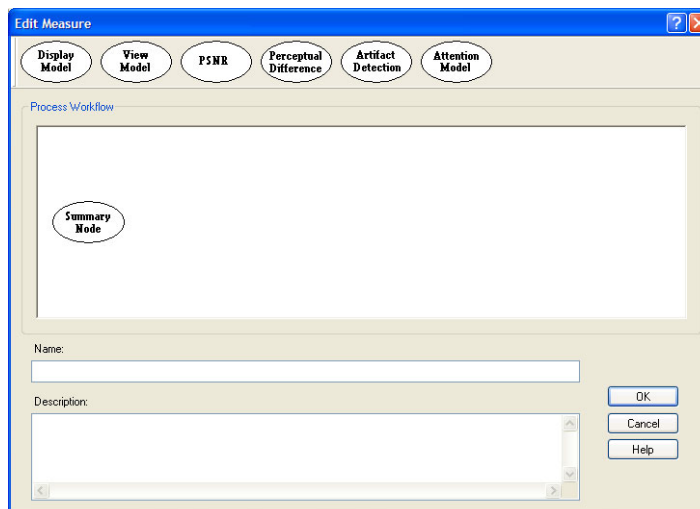 Edit Measure
?
Display
Model
View
Model
PSNR
Perceptual
Difference
Artifact
Detection
Attention
Model
Process Workflow
Summary
Node
Name:
Description:
OK
Cancel
Help